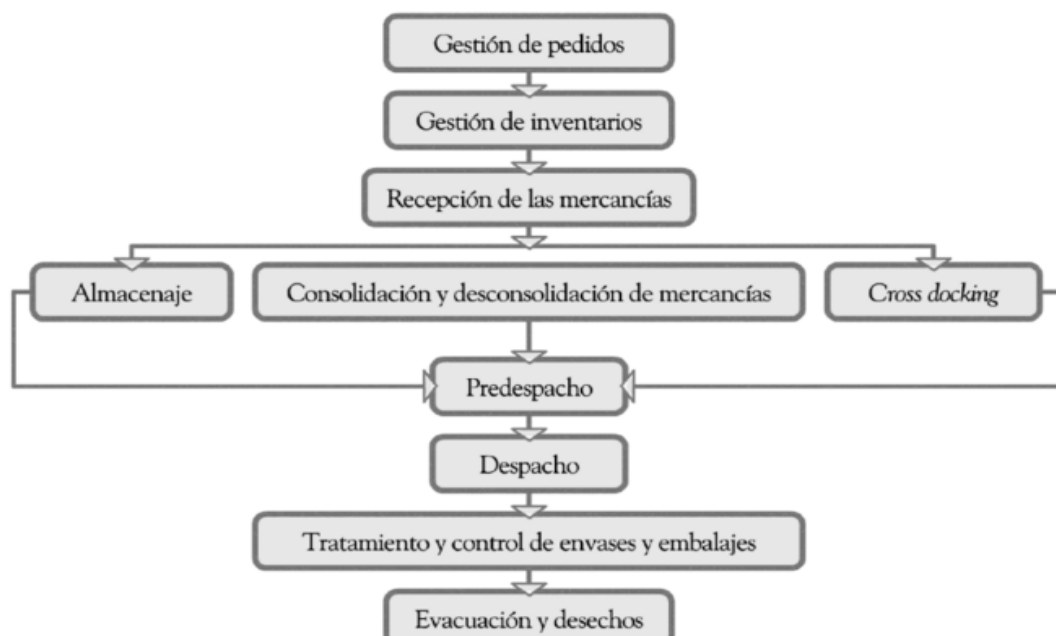 Gestión de pedidos
Gestión de inventarios
Recepción de las mercancías
Almacenaje
Consolidación y desconsolidación de mercancías
Cross docking
Predespacho
Despacho
Tratamiento y control de envases y embalajes
Evacuación y desechos